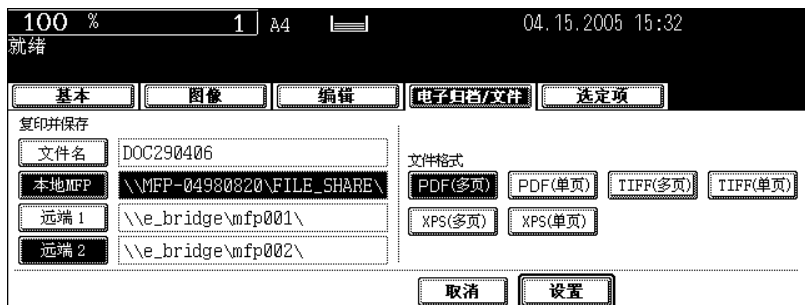 100 % 1 A4 04.15.2005 15:32
就绪
基本 图像 编辑 电子归档/文件 选定项
复印并保存
文件名 DOC290406
文件格式
本地MFP \\MFP-04980820\FILE_SHARE\ PDF(多页) PDF(单页) TIFF(多页) TIFF(单页)
远端 1 \\e_bridge\mfp001\ XPS(多页) XPS(单页)
远端 2 \\e_bridge\mfp002\
取消 设置